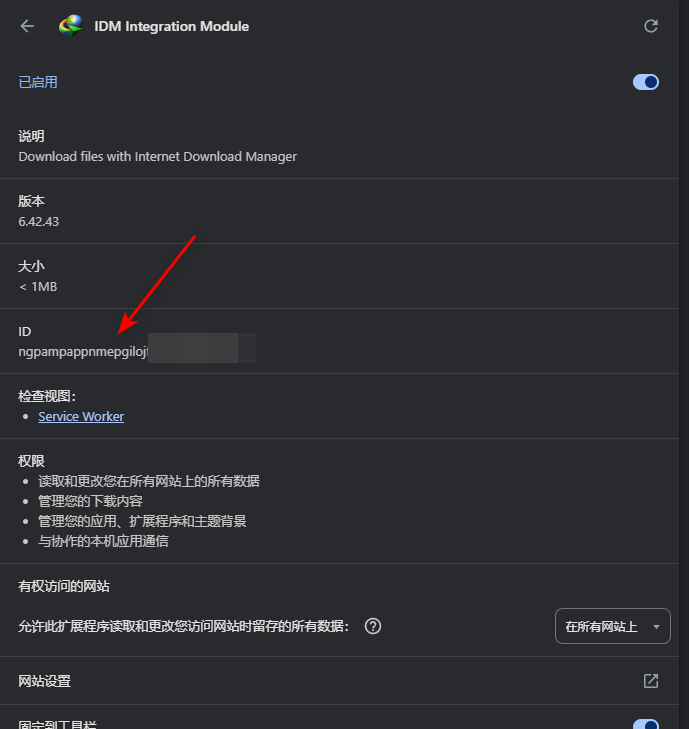 IDM Integration Module
已启用
说明
Download files with Internet Download Manager
版本
6.42.43
大小
< 1MB
ID
ngpampappnmepgiloj
检查视图：
Service Worker
权限
读取和更改您在所有网站上的所有数据
管理您的下载内容
管理您的应用、扩展程序和主题背景
与协作的本机应用通信
有权访问的网站
允许此扩展程序读取和更改您访问网站时留存的所有数据：
在所有网站上
网站设置
固定到工具栏